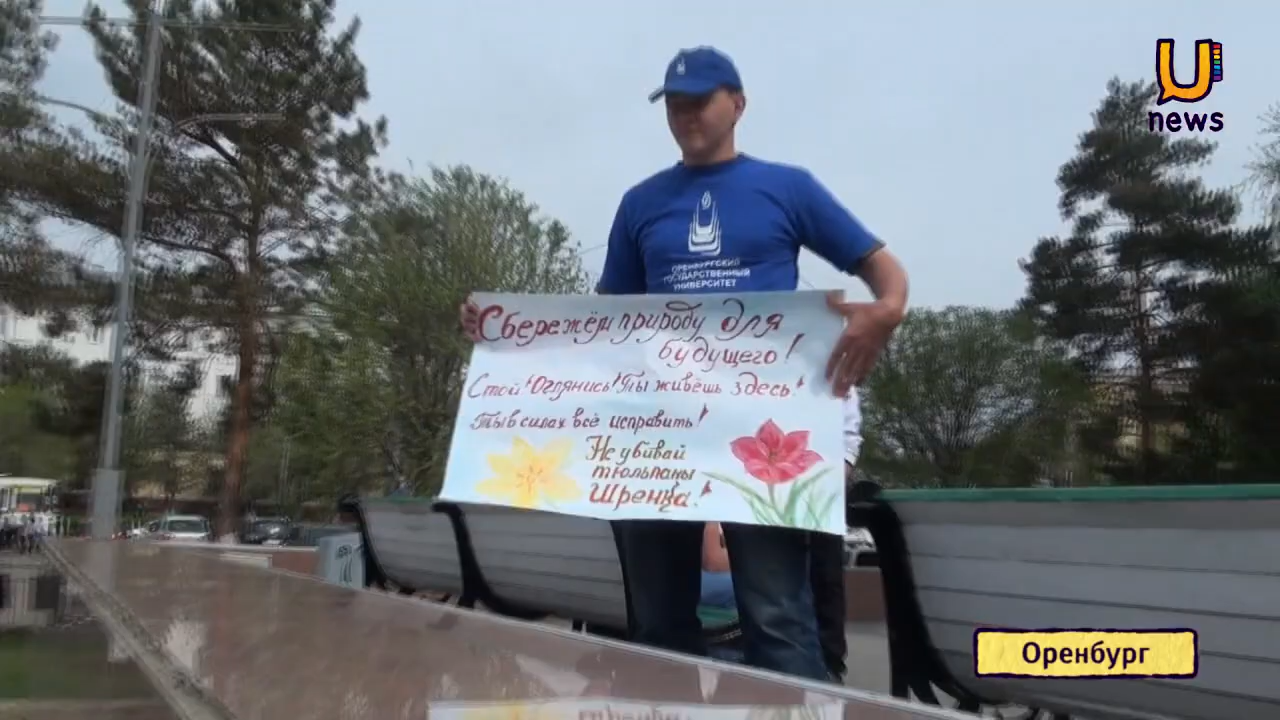 U
news
ОРЕНБУРГСКИЙ
ГОСУДАРСТВЕННЫЙ
УНИВЕРСИТЕТ
Сбережём природу для
будущего!
Стой! Оглянись! Ты живёшь здесь!
Ты в силах всё исправить!
Не убивай
тюльпаны
Шренка!
Оренбург